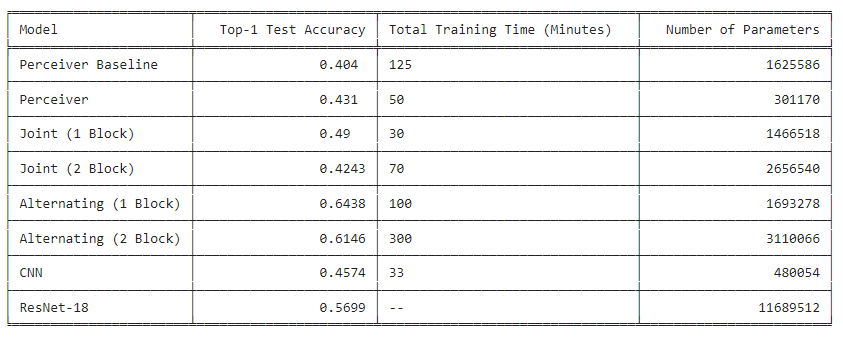 Model Top-1 Test Accuracy Total Training Time (Minutes) Number of Parameters
Perceiver Baseline 0.404 125 1625586
Perceiver 0.431 50 301170
Joint (1 Block) 0.49 30 1466518
Joint (2 Block) 0.4243 70 2656540
Alternating (1 Block) 0.6438 100 1693278
Alternating (2 Block) 0.6146 300 3110066
CNN 0.4574 33 480054
ResNet-18 0.5699 -- 11689512